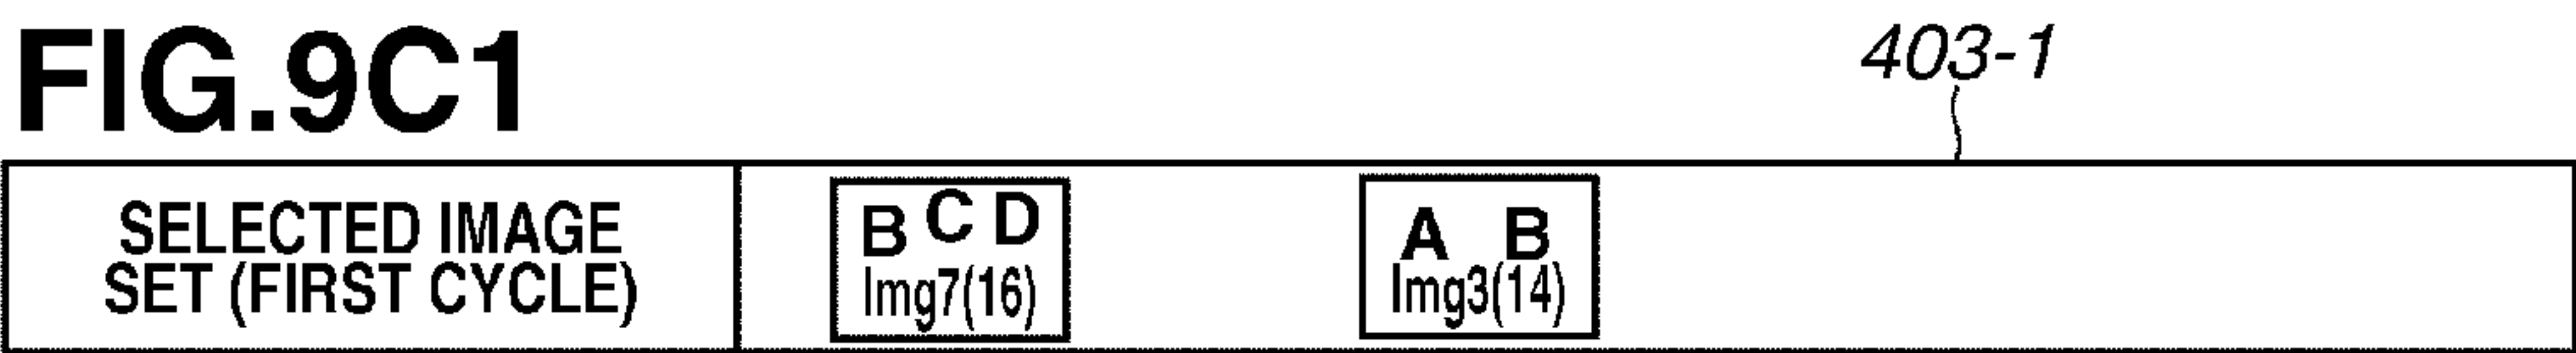 FIG.9C1
403-1
SELECTED IMAGE
SET (FIRST CYCLE)
B C D
Img7(16)
A B
Img3(14)